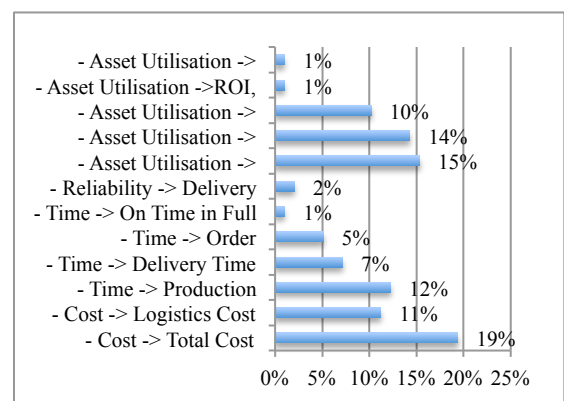 - Asset Utilisation -> 1%
- Asset Utilisation ->ROI, 1%
- Asset Utilisation -> 10%
- Asset Utilisation -> 14%
- Asset Utilisation -> 15%
- Reliability -> Delivery 2%
- Time -> On Time in Full 1%
- Time -> Order 5%
- Time -> Delivery Time 7%
- Time -> Production 12%
- Cost -> Logistics Cost 11%
- Cost -> Total Cost 19%
0% 5% 10% 15% 20% 25%